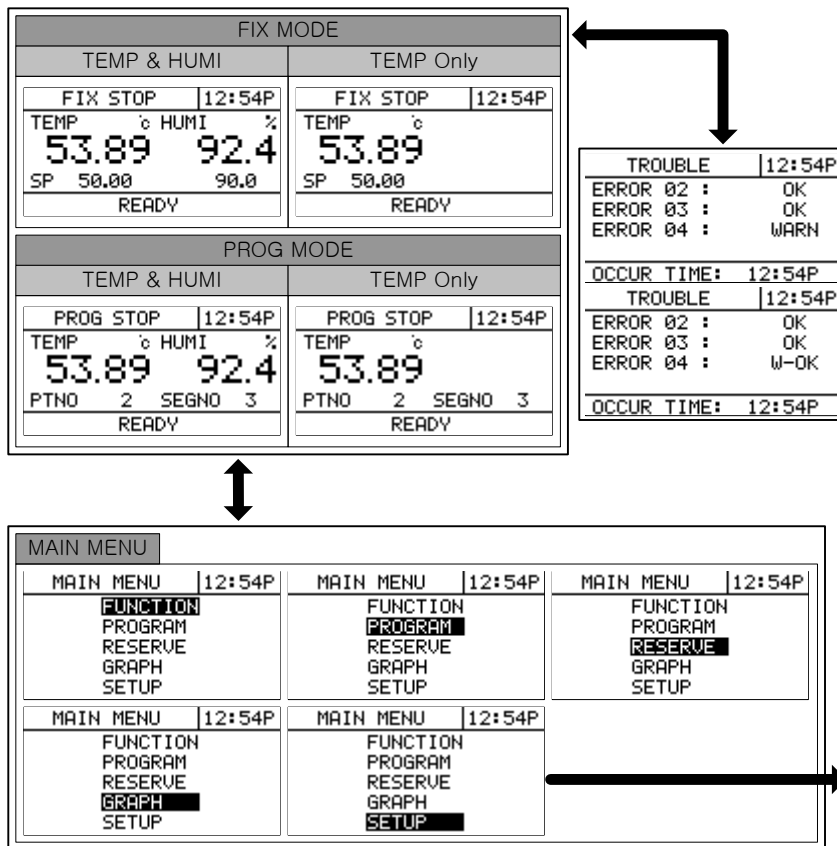 FIX MODE
TEMP & HUMI
TEMP Only
FIX STOP 12:54P
TEMP °c HUMI %
53.89 92.4
SP 50.00 90.0
READY
FIX STOP 12:54P
TEMP °c
53.89
SP 50.00
READY
PROG MODE
TEMP & HUMI
TEMP Only
PROG STOP 12:54P
TEMP °c HUMI %
53.89 92.4
PTNO 2 SEGNO 3
READY
PROG STOP 12:54P
TEMP °c
53.89
PTNO 2 SEGNO 3
READY
TROUBLE 12:54P
ERROR 02 : OK
ERROR 03 : OK
ERROR 04 : WARN
OCCUR TIME: 12:54P
TROUBLE 12:54P
ERROR 02 : OK
ERROR 03 : OK
ERROR 04 : W-OK
OCCUR TIME: 12:54P
MAIN MENU
MAIN MENU 12:54P
FUNCTION
PROGRAM
RESERVE
GRAPH
SETUP
MAIN MENU 12:54P
FUNCTION
PROGRAM
RESERVE
GRAPH
SETUP
MAIN MENU 12:54P
FUNCTION
PROGRAM
RESERVE
GRAPH
SETUP
MAIN MENU 12:54P
FUNCTION
PROGRAM
RESERVE
GRAPH
SETUP
MAIN MENU 12:54P
FUNCTION
PROGRAM
RESERVE
GRAPH
SETUP